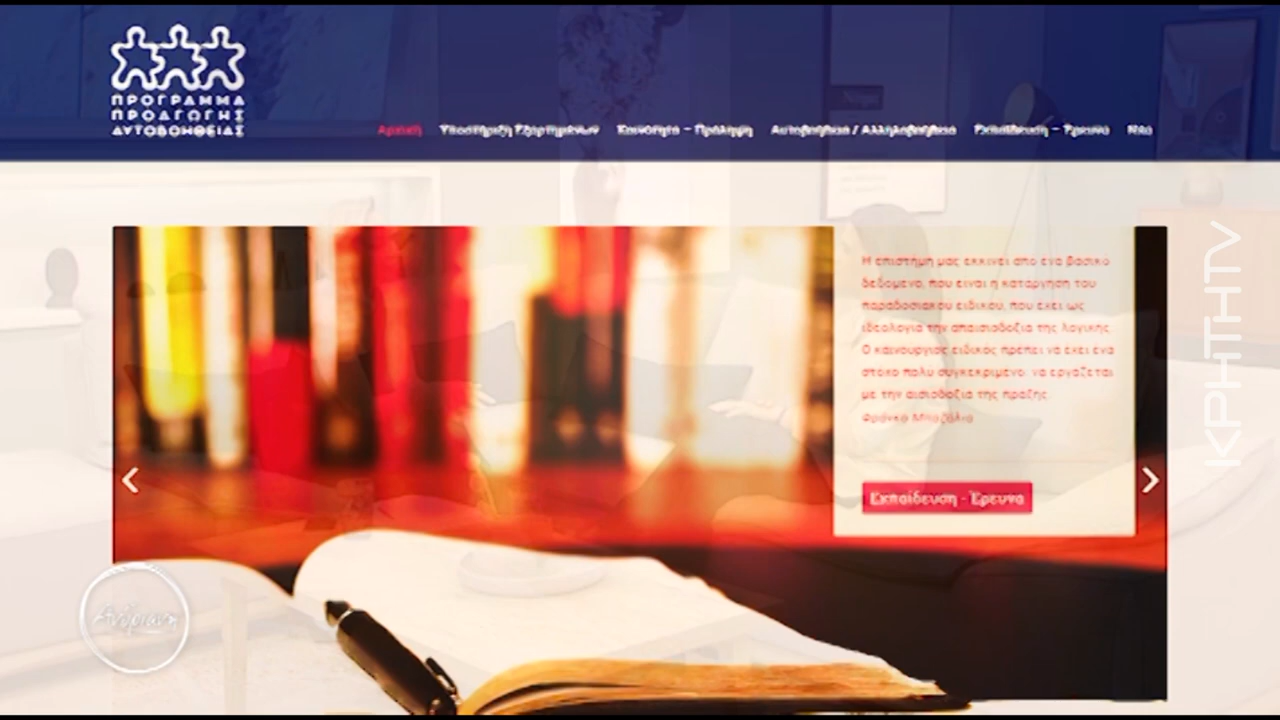 ΠΡΟΓΡΑΜΜΑ
ΠΡΟΑΓΩΓΗΣ
ΑΥΤΟΒΟΗΘΕΙΑΣ
Αρχική Υποστήριξη Εξαρτημένων Κοινότητα – Πρόληψη Αυτοβοήθεια / Αλληλοβοήθεια Εκπαίδευση – Έρευνα Νέα
Η επιστήμη μας εκκινεί από ένα βασικό
δεδομένο, που είναι η κατάργηση του
παραδοσιακού ειδικού, που έχει ως
ιδεολογία την απαισιοδοξία της λογικής.
Ο καινούργιος ειδικός πρέπει να έχει ένα
στόχο πολύ συγκεκριμένο: να εργάζεται
με την αισιοδοξία της πράξης.
Φράνκο Μπαζάλια
Εκπαίδευση - Έρευνα
ΚΡΗΤΗTV